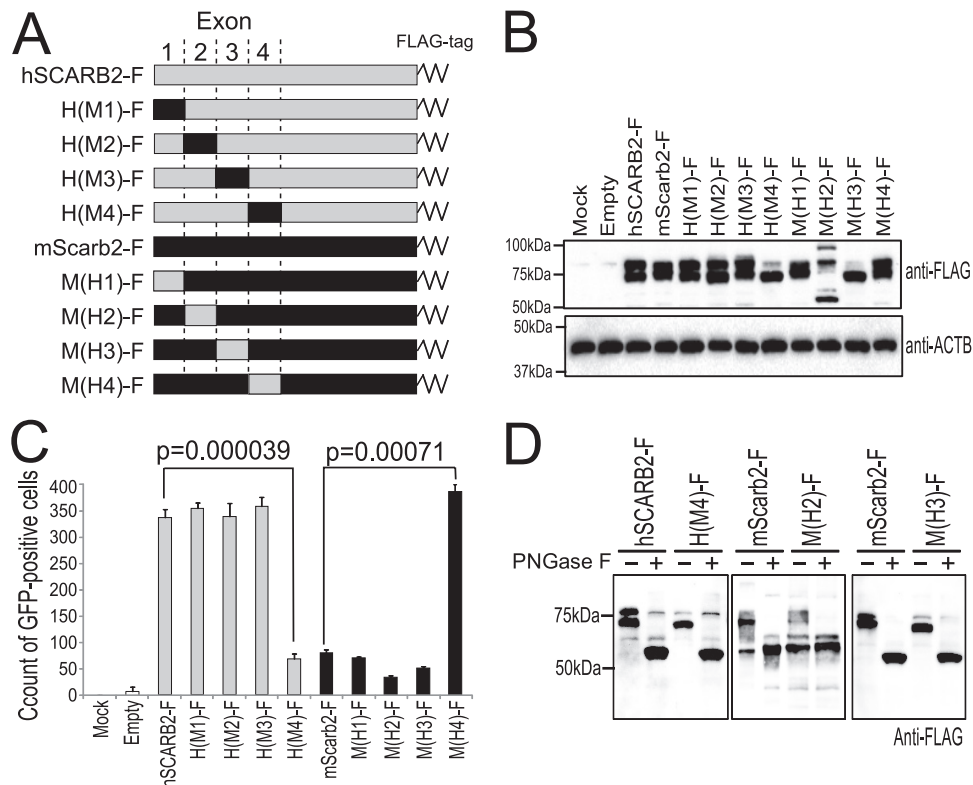 A
Exon
1 2 3 4
FLAG-tag
hSCARB2-F
H(M1)-F
H(M2)-F
H(M3)-F
H(M4)-F
mScarb2-F
M(H1)-F
M(H2)-F
M(H3)-F
M(H4)-F
B
Mock
Empty
hSCARB2-F
mScarb2-F
H(M1)-F
H(M2)-F
H(M3)-F
H(M4)-F
M(H1)-F
M(H2)-F
M(H3)-F
M(H4)-F
100kDa
75kDa
50kDa
anti-FLAG
50kDa
37kDa
anti-ACTB
C
p=0.000039
p=0.00071
Ccount of GFP-positive cells
400
350
300
250
200
150
100
50
0
Mock
Empty
hSCARB2-F
H(M1)-F
H(M2)-F
H(M3)-F
H(M4)-F
mScarb2-F
M(H1)-F
M(H2)-F
M(H3)-F
M(H4)-F
D
hSCARB2-F
H(M4)-F
mScarb2-F
M(H2)-F
mScarb2-F
M(H3)-F
PNGase F − + − + − + − + − + − +
75kDa
50kDa
Anti-FLAG